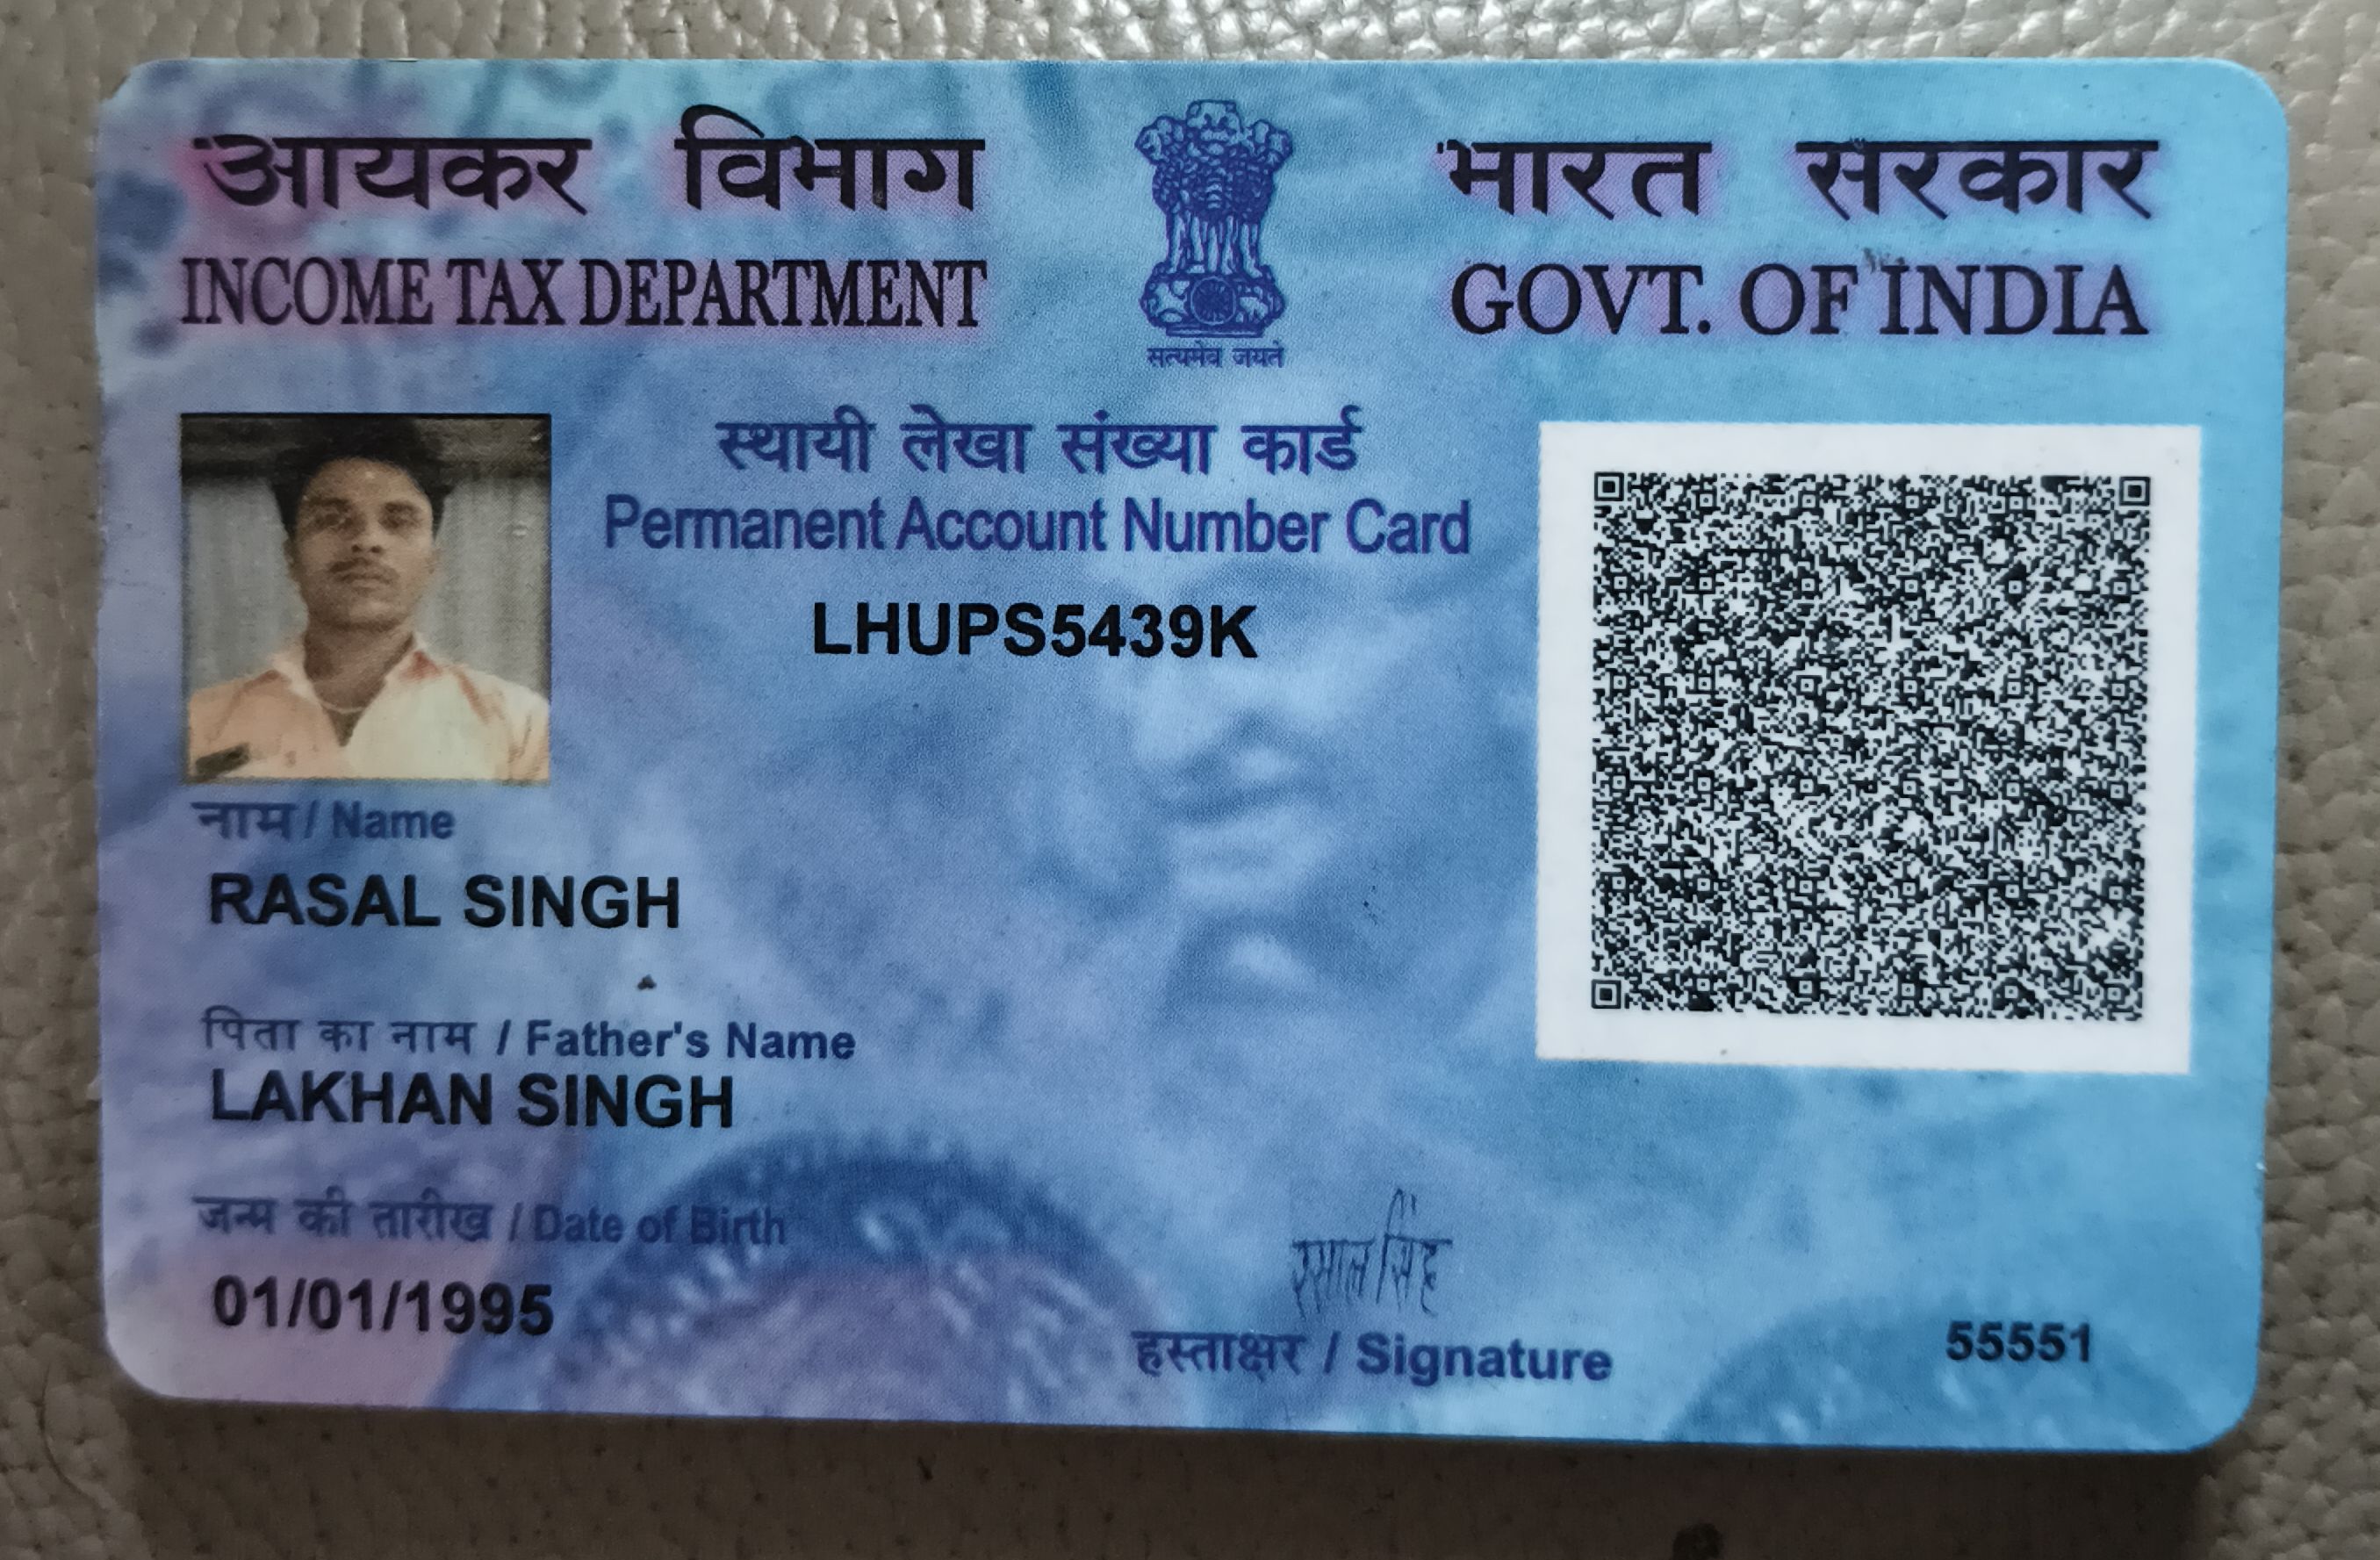 आयकर विभाग
INCOME TAX DEPARTMENT
सत्यमेव जयते
भारत सरकार
GOVT. OF INDIA
स्थायी लेखा संख्या कार्ड
Permanent Account Number Card
LHUPS5439K
नाम / Name
RASAL SINGH
पिता का नाम / Father's Name
LAKHAN SINGH
जन्म की तारीख / Date of Birth
01/01/1995
रसाल सिंह
हस्ताक्षर / Signature
55551